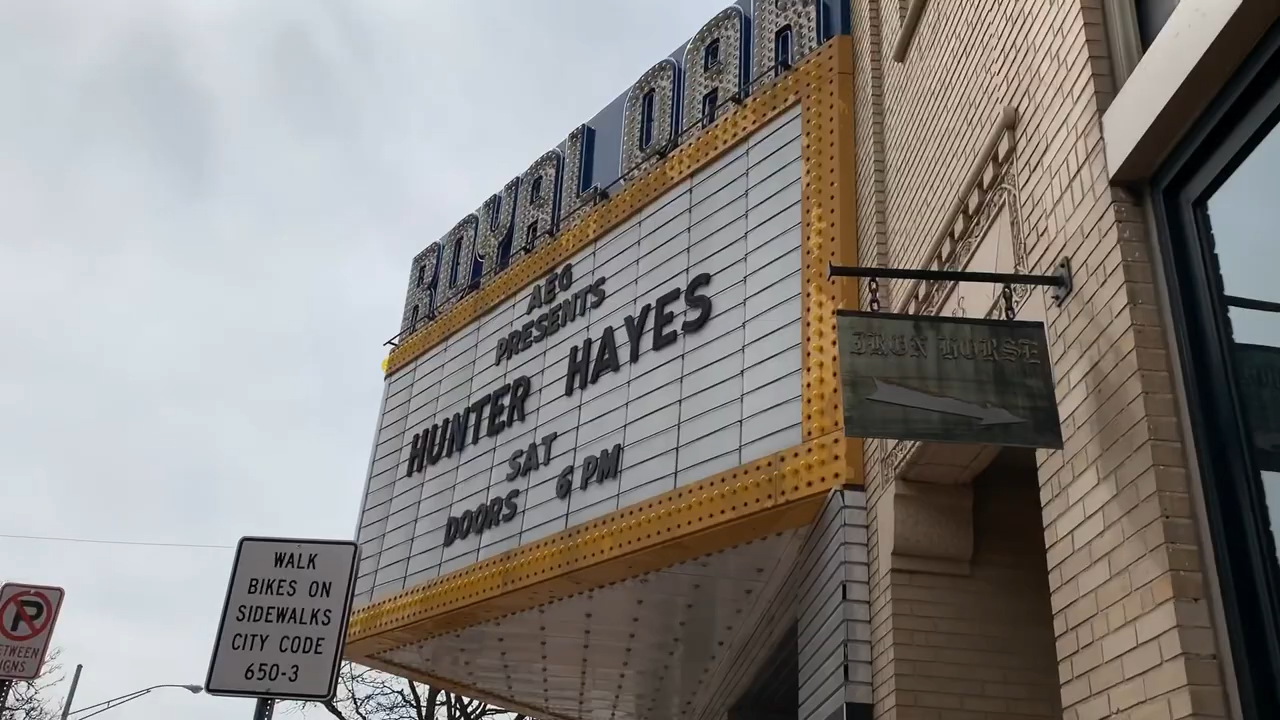 ROYAL OAK
AEG
PRESENTS
HUNTER HAYES
SAT
DOORS 6 PM
IRON HORSE
WALK
BIKES ON
SIDEWALKS
CITY CODE
650-3
P